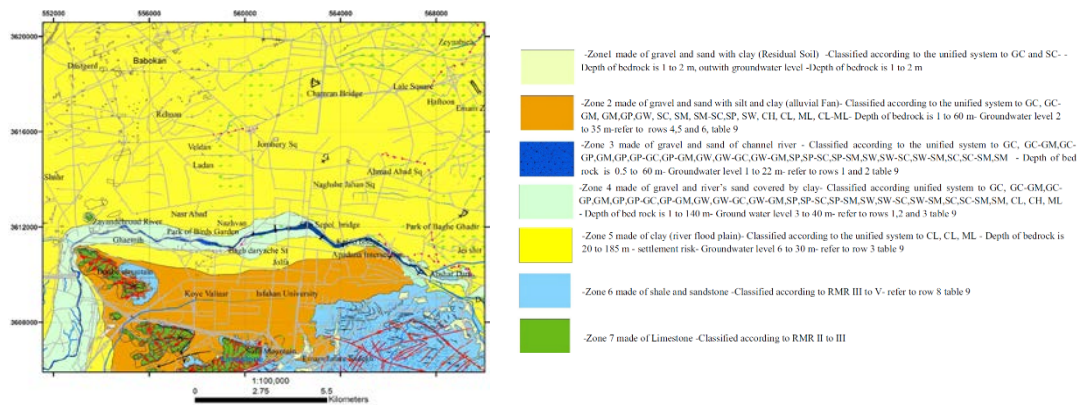 552000 556000 560000 564000 568000
3620000
3616000
3612000
3608000
Babokan
Chamran Bridge
Lale Square
Haftoon
Rehnan
Veldan
Jomhory Sq
Ladan
Ahmad Abad Sq
Naghshe Jahan Sq
Nasr Abad
Zayandehroud River
Nazhvan
Park of Birds Garden
Ghaemih
Park of Baghe Ghadir
Jolfa
Koye Valiasr
Isfahan University
1:100,000
0 2.75 5.5
Kilometers
-Zone1 made of gravel and sand with clay (Residual Soil) -Classified according to the unified system to GC and SC- -
Depth of bedrock is 1 to 2 m, outwith groundwater level -Depth of bedrock is 1 to 2 m
-Zone 2 made of gravel and sand with silt and clay (alluvial Fan)- Classified according to the unified system to GC, GC-
GM, GM,GP,GW, SC, SM, SM-SC,SP, SW, CH, CL, ML, CL-ML- Depth of bedrock is 1 to 60 m- Groundwater level 2
to 35 m-refer to rows 4,5 and 6, table 9
-Zone 3 made of gravel and sand of channel river - Classified according to the unified system to GC, GC-GM,GC-
GP,GM,GP,GP-GC,GP-GM,GW,GW-GC,GW-GM,SP,SP-SC,SP-SM,SW,SW-SC,SW-SM,SC,SC-SM,SM - Depth of bed
rock is 0.5 to 60 m- Groundwater level 1 to 22 m- refer to rows 1 and 2 table 9
-Zone 4 made of gravel and river's sand covered by clay- Classified according unified system to GC, GC-GM,GC-
GP,GM,GP,GP-GC,GP-GM,GW,GW-GC,GW-GM,SP,SP-SC,SP-SM,SW,SW-SC,SW-SM,SC,SC-SM,SM, CL, CH, ML
- Depth of bed rock is 1 to 140 m- Ground water level 3 to 40 m- refer to rows 1,2 and 3 table 9
-Zone 5 made of clay (river flood plain)- Classified according to the unified system to CL, CL, ML - Depth of bedrock is
20 to 185 m - settlement risk- Groundwater level 6 to 30 m- refer to row 3 table 9
-Zone 6 made of shale and sandstone -Classified according to RMR III to V- refer to row 8 table 9
-Zone 7 made of Limestone -Classified according to RMR II to III